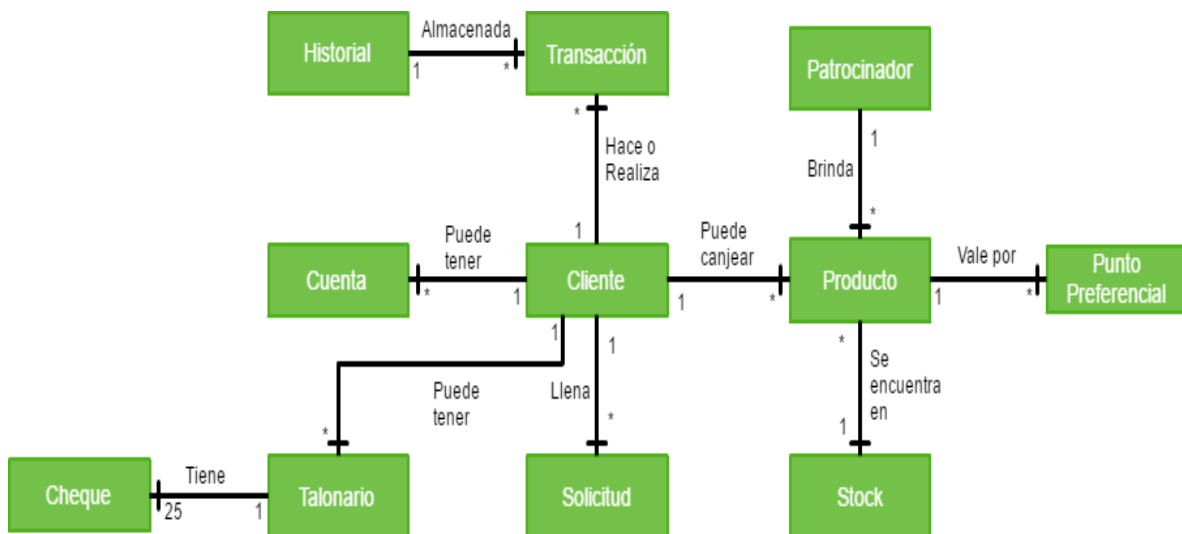 Historial
Almacenada
1
*
Transacción
Patrocinador
*
Hace o
Realiza
1
1
Brinda
*
Cuenta
Puede
tener
*
1
Cliente
Puede
canjear
1
*
Producto
Vale por
1
*
Punto
Preferencial
1
Puede
tener
*
1
Llena
*
*
Se
encuentra
en
1
Cheque
Tiene
25
1
Talonario
Solicitud
Stock